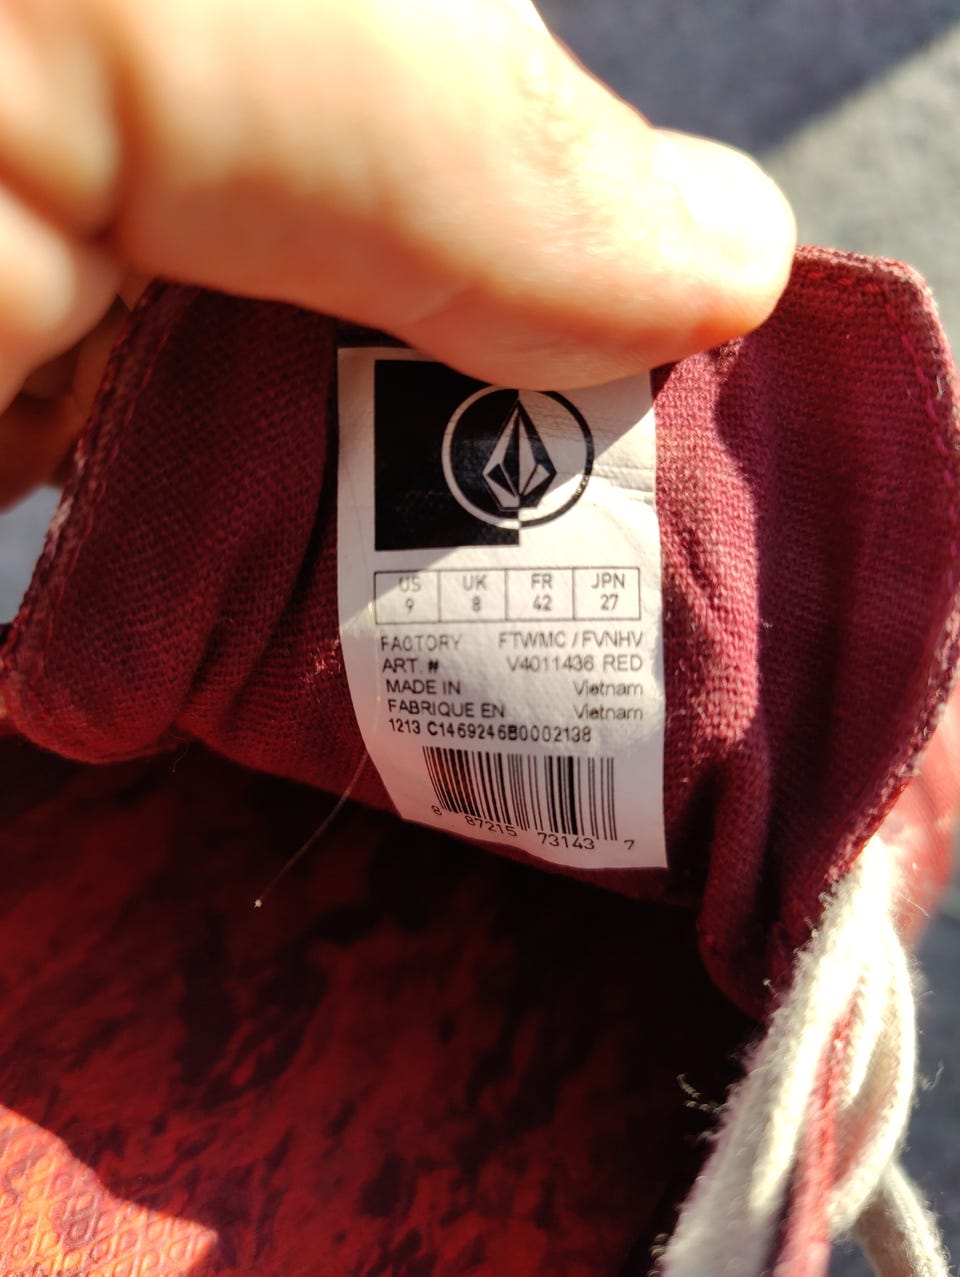 US UK FR JPN
9 8 42 27
FACTORY FTWMC / FVNHV
ART. # V4011436 RED
MADE IN Vietnam
FABRIQUE EN Vietnam
1213 C1469246B0002138
8 87215 73143 7